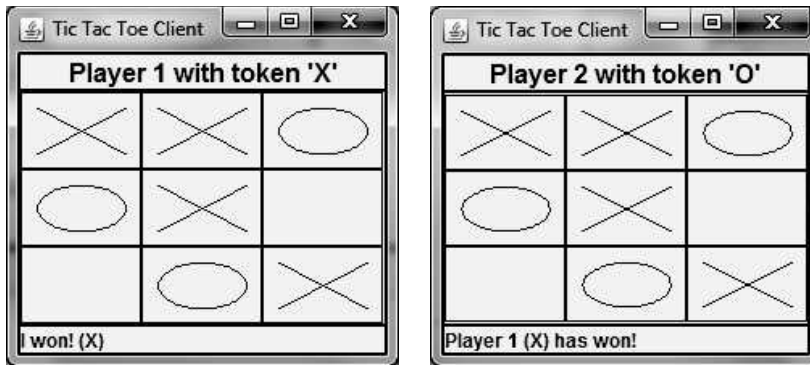 Tic Tac Toe Client
Player 1 with token 'X'
I won! (X)
Tic Tac Toe Client
Player 2 with token 'O'
Player 1 (X) has won!